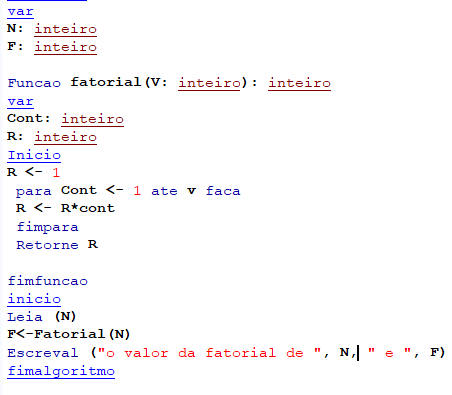 var
N: inteiro
F: inteiro
Funcao fatorial(V: inteiro): inteiro
var
Cont: inteiro
R: inteiro
Inicio
R <- 1
para Cont <- 1 ate v faca
R <- R*cont
fimpara
Retorne R
fimfuncao
inicio
Leia (N)
F<-Fatorial(N)
Escreval ("o valor da fatorial de ", N, " e ", F)
fimalgoritmo